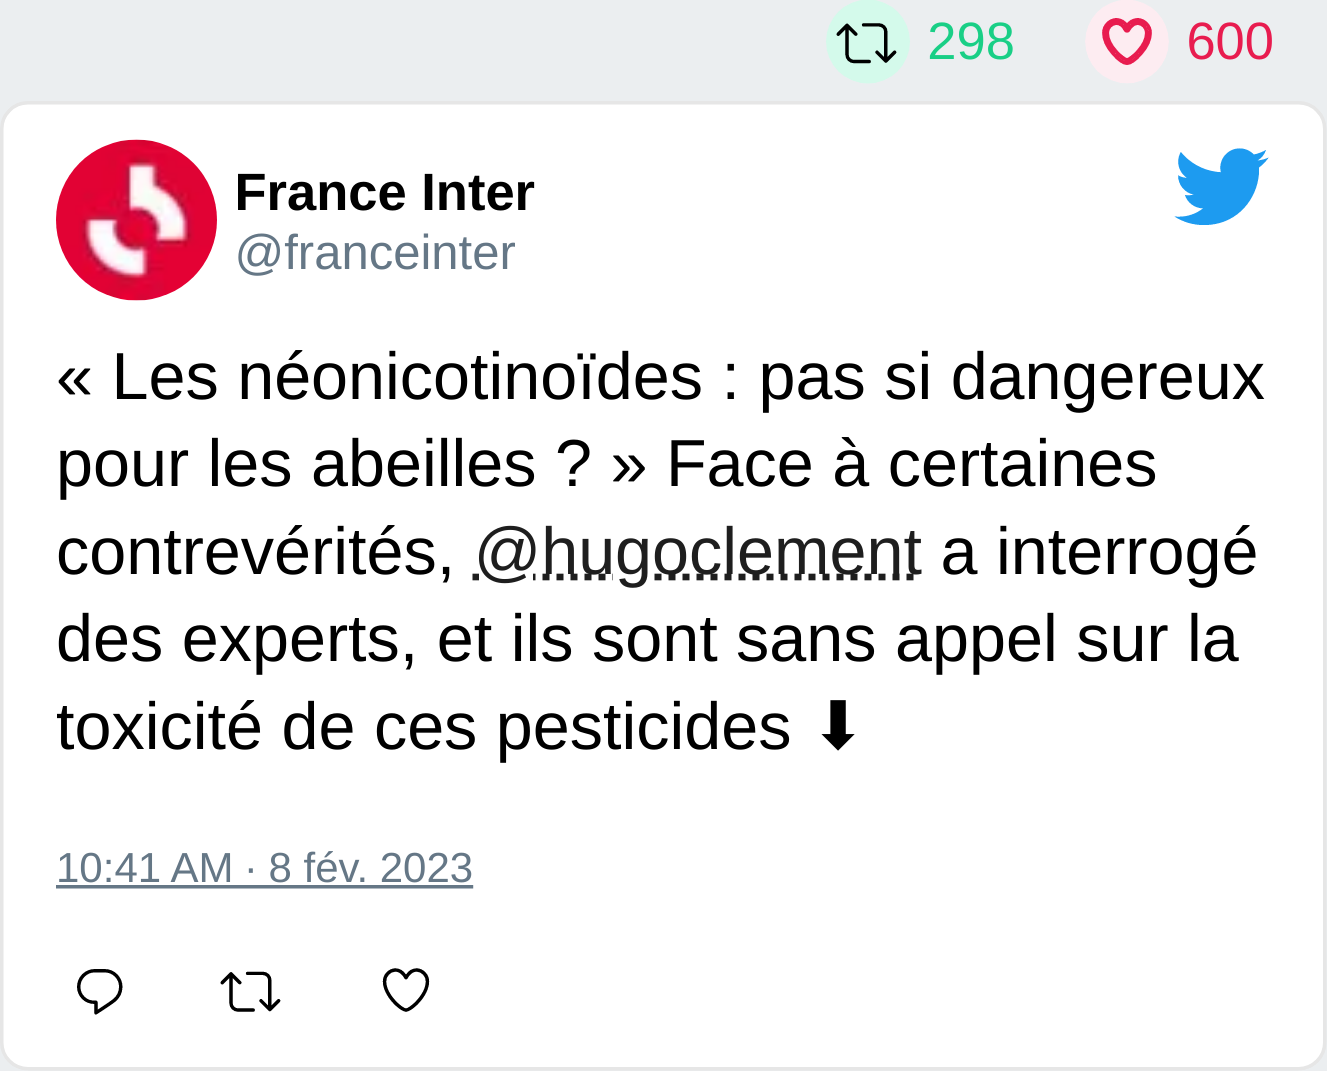 298 600
France Inter
@franceinter
« Les néonicotinoïdes : pas si dangereux
pour les abeilles ? » Face à certaines
contrevérités, @hugoclement a interrogé
des experts, et ils sont sans appel sur la
toxicité de ces pesticides ⬇
10:41 AM · 8 fév. 2023